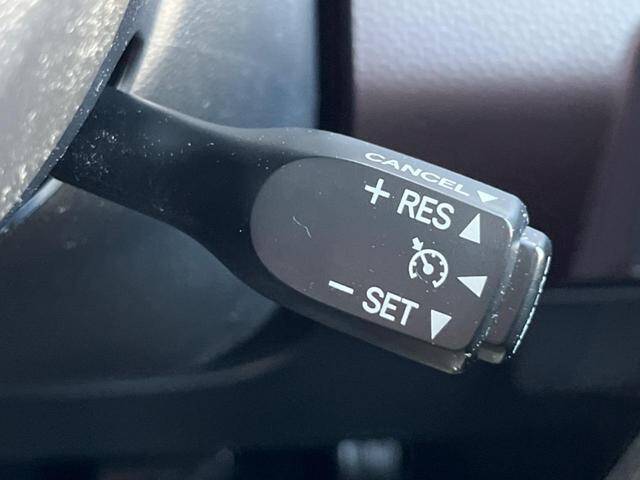 CANCEL ▼
+ RES ▲
- SET ▼